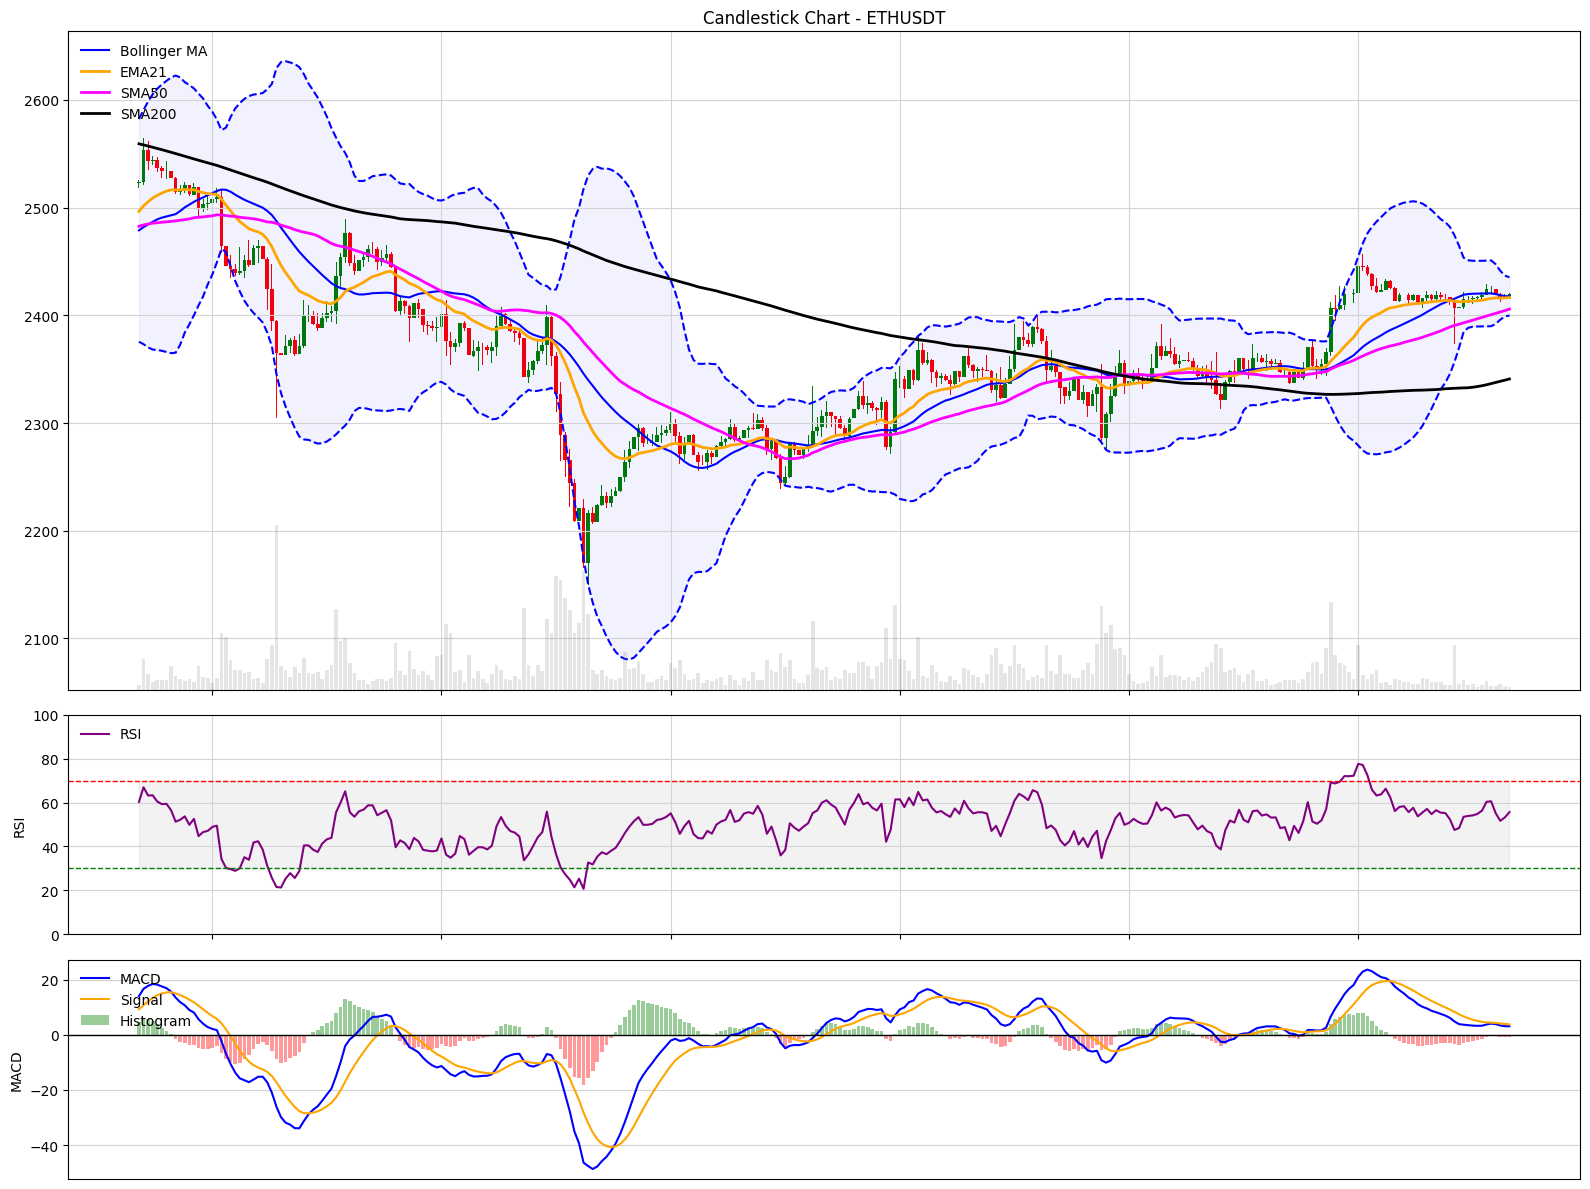 Candlestick Chart - ETHUSDT
Bollinger MA
EMA21
SMA50
SMA200
2600
2500
2400
2300
2200
2100
RSI
RSI
100
80
60
40
20
0
MACD
Signal
Histogram
MACD
20
0
−20
−40